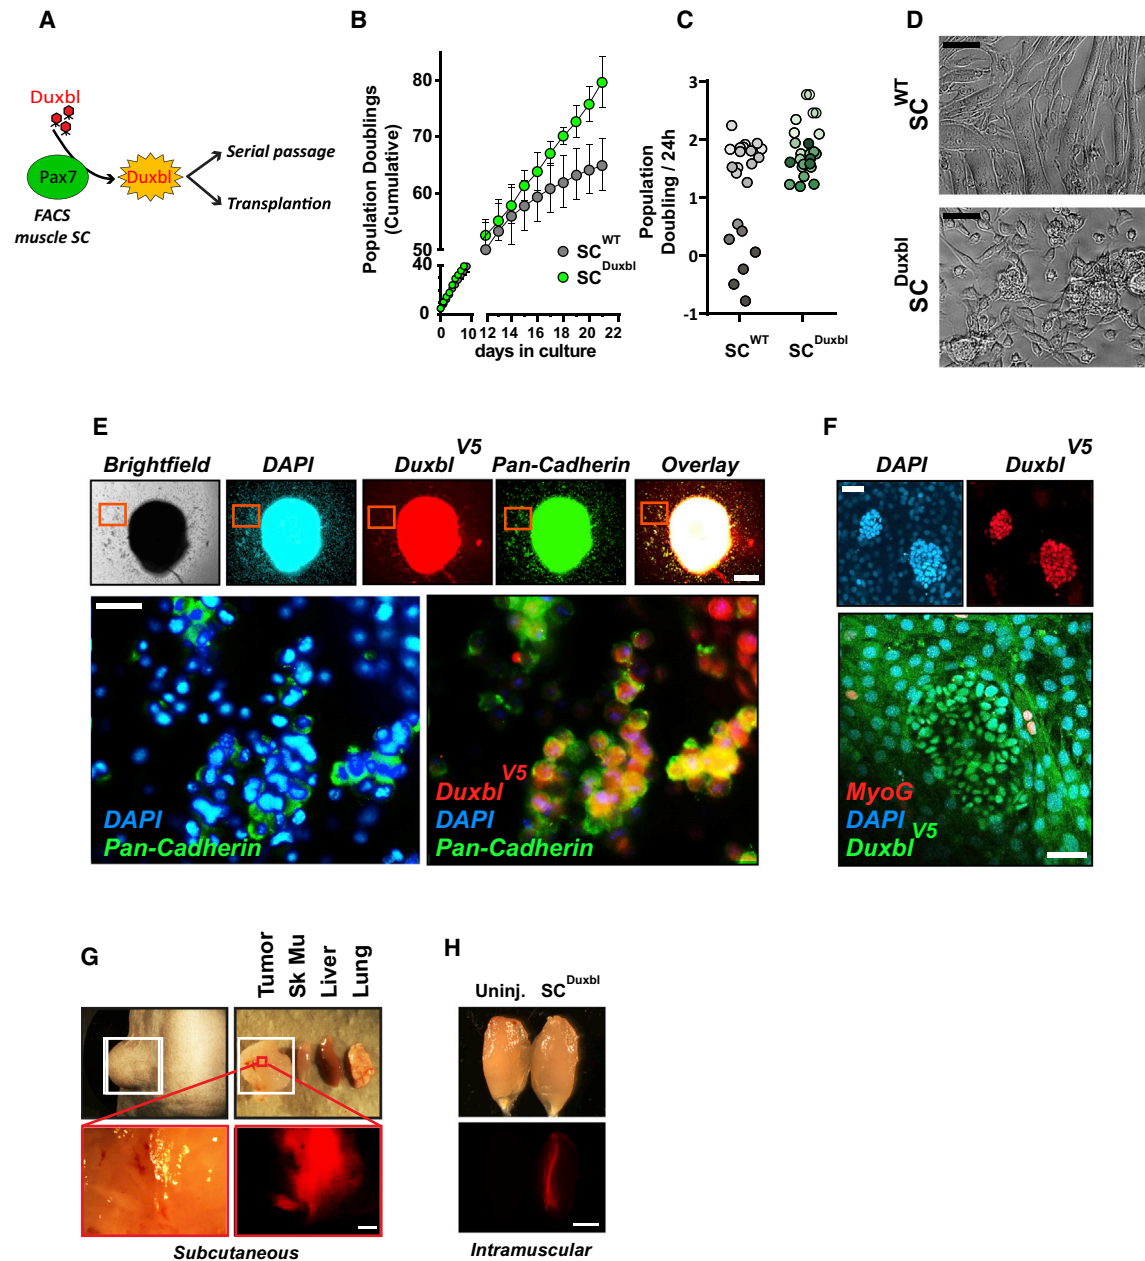 A
Duxbl
Pax7
Duxbl
FACS
muscle SC
Serial passage
Transplantion
B
Population Doublings
(Cumulative)
80
70
60
50
40
0
0
10
12
14
16
18
20
22
days in culture
SC^WT
SC^Duxbl
C
Population
Doubling / 24h
3
2
1
0
-1
SC^WT
SC^Duxbl
D
SC^WT
SC^Duxbl
E
Brightfield
DAPI
Duxbl^V5
Pan-Cadherin
Overlay
DAPI
Pan-Cadherin
Duxbl^V5
DAPI
Pan-Cadherin
F
DAPI
Duxbl^V5
MyoG
DAPI
Duxbl^V5
G
Tumor
Sk Mu
Liver
Lung
Subcutaneous
H
Uninj.
SC^Duxbl
Intramuscular